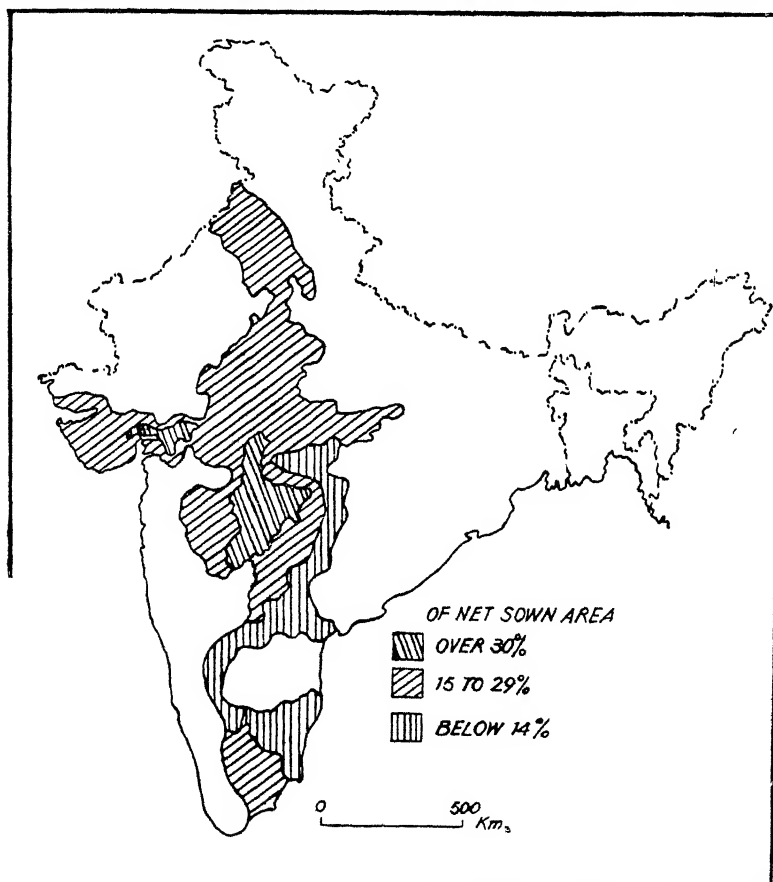 OF NET SOWN AREA
OVER 30%
15 TO 29%
BELOW 14%
0 500
Kms